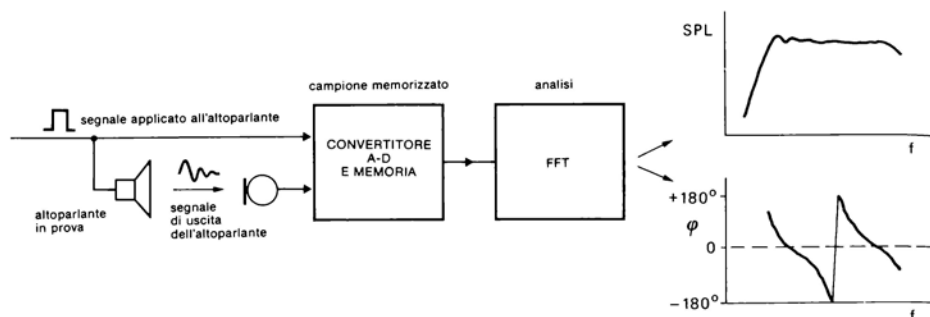 segnale applicato all'altoparlante
altoparlante
in prova
segnale
di uscita
dell'altoparlante
campione memorizzato
CONVERTITORE
A-D
E MEMORIA
analisi
FFT
SPL
f
+180°
φ
0
−180°
f